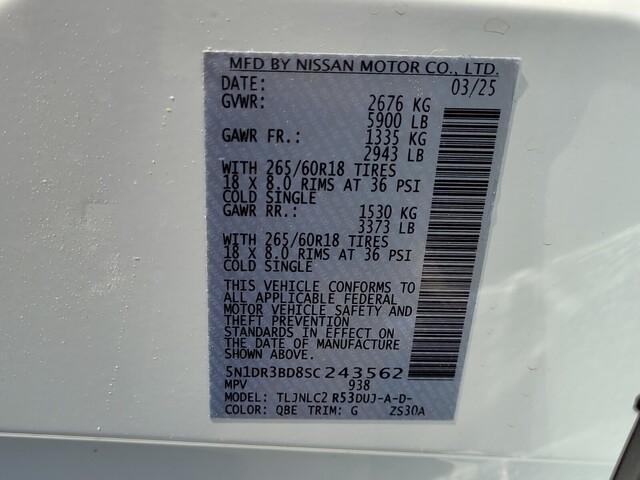 MFD BY NISSAN MOTOR CO., LTD.
DATE: 03/25
GVWR: 2676 KG
5900 LB
GAWR FR.: 1335 KG
2943 LB
WITH 265/60R18 TIRES
18 X 8.0 RIMS AT 36 PSI
COLD SINGLE
GAWR RR.: 1530 KG
3373 LB
WITH 265/60R18 TIRES
18 X 8.0 RIMS AT 36 PSI
COLD SINGLE
THIS VEHICLE CONFORMS TO
ALL APPLICABLE FEDERAL
MOTOR VEHICLE SAFETY AND
THEFT PREVENTION
STANDARDS IN EFFECT ON
THE DATE OF MANUFACTURE
SHOWN ABOVE.
5N1DR3BD8SC243562
MPV 938
MODEL: TLJNLC2 R53DUJ-A-D-
COLOR: QBE TRIM: G ZS30A